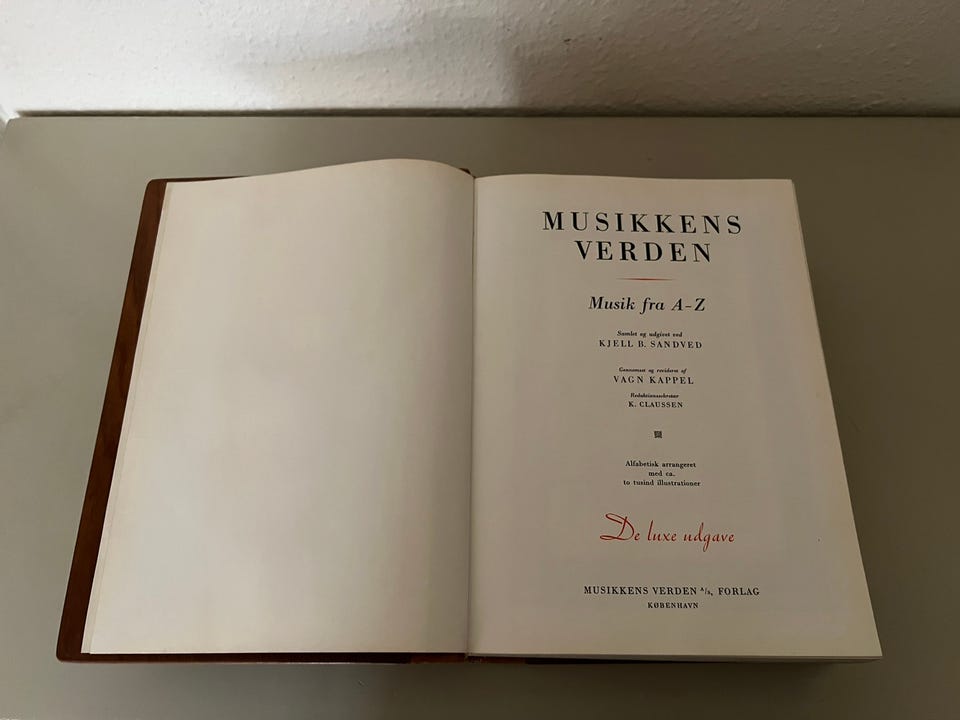 MUSIKKENS
VERDEN
Musik fra A-Z
Samlet og udgivet ved
KJELL B. SANDVED
Gennemset og revideret af
VAGN KAPPEL
Redaktionssekretær
K. CLAUSSEN
Alfabetisk arrangeret
med ca.
to tusind illustrationer
De luxe udgave
MUSIKKENS VERDEN A/s, FORLAG
KØBENHAVN